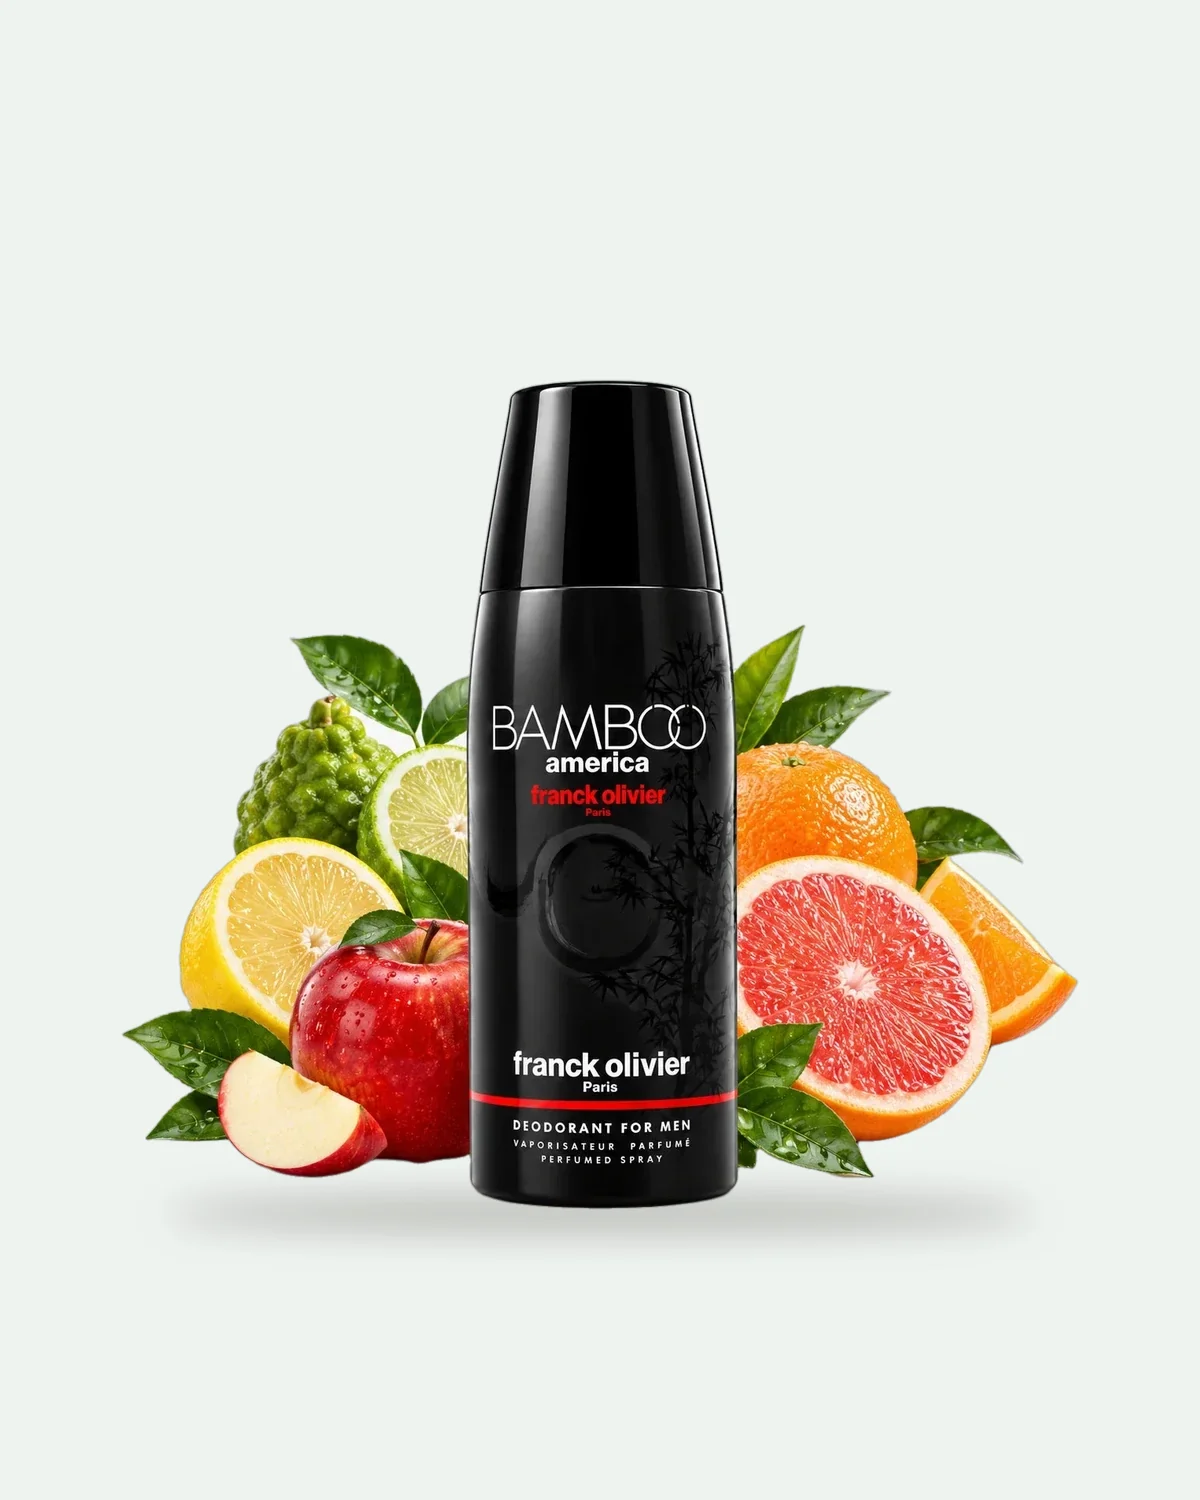 BAMBOO
america
franck olivier
Paris
franck olivier
Paris
DEODORANT FOR MEN
VAPORISATEUR PARFUMÉ
PERFUMED SPRAY